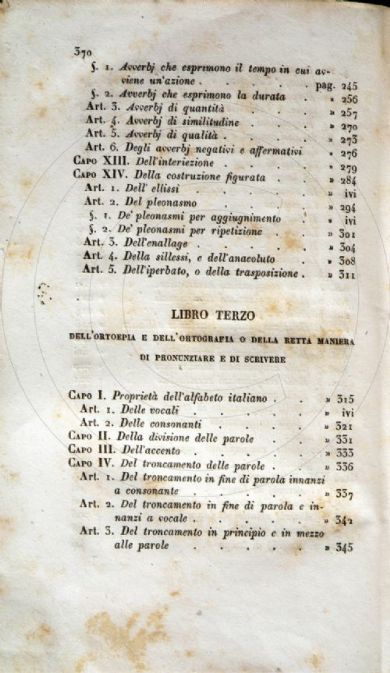 370
§. 1. Avverbj che esprimono il tempo in cui av-
viene un'azione . . . . . . pag. 245
§. 2. Avverbj che esprimono la durata . . » 256
Art. 3. Avverbj di quantità . . . . » 257
Art. 4. Avverbj di similitudine . . . . » 270
Art. 5. Avverbj di qualità . . . . . » 273
Art. 6. Degli avverbj negativi e affermativi . » 276
CAPO XIII. Dell'interiezione . . . . . » 279
CAPO XIV. Della costruzione figurata . . . » 284
Art. 1. Dell' ellissi . . . . . . » ivi
Art. 2. Del pleonasmo . . . . . » 294
§. 1. De' pleonasmi per aggiugnimento . . » ivi
§. 2. De' pleonasmi per ripetizione . . . » 301
Art. 3. Dell'enallage . . . . . . » 304
Art. 4. Della sillessi, e dell'anacoluto . . » 308
Art. 5. Dell'iperbato, o della trasposizione . . » 311
LIBRO TERZO
DELL'ORTOEPIA E DELL'ORTOGRAFIA O DELLA RETTA MANIERA
DI PRONUNZIARE E DI SCRIVERE
CAPO I. Proprietà dell'alfabeto italiano . . . » 315
Art. 1. Delle vocali . . . . . . » ivi
Art. 2. Delle consonanti . . . . . » 321
CAPO II. Della divisione delle parole . . . » 331
CAPO III. Dell'accento . . . . . . » 333
CAPO IV. Del troncamento delle parole . . . » 336
Art. 1. Del troncamento in fine di parola innanzi
a consonante . . . . . . » 337
Art. 2. Del troncamento in fine di parola e in-
nanzi a vocale . . . . . . » 342
Art. 3. Del troncamento in principio e in mezzo
alle parole . . . . . . » 345